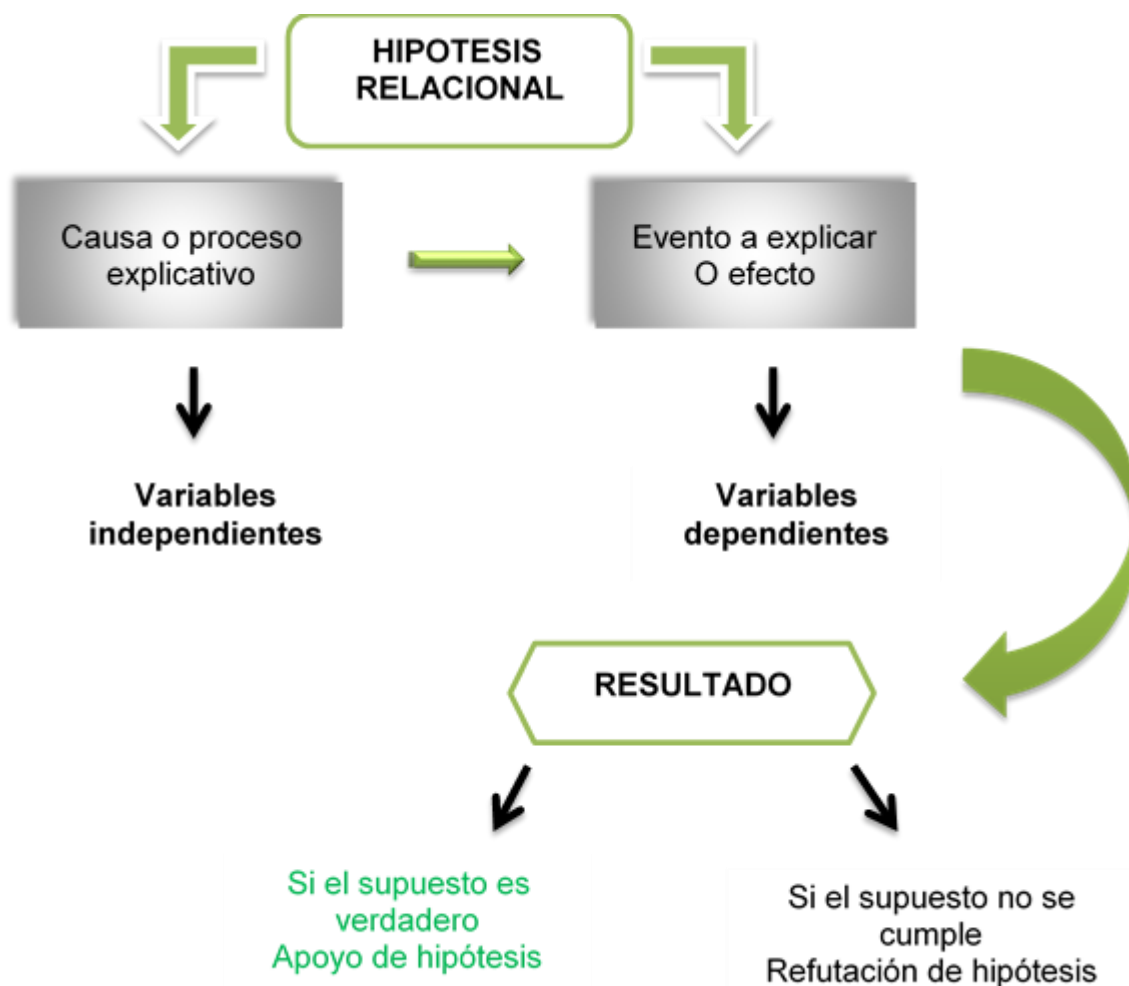 HIPOTESIS
RELACIONAL
Causa o proceso
explicativo
Evento a explicar
O efecto
Variables
independientes
Variables
dependientes
RESULTADO
Si el supuesto es
verdadero
Apoyo de hipótesis
Si el supuesto no se
cumple
Refutación de hipótesis